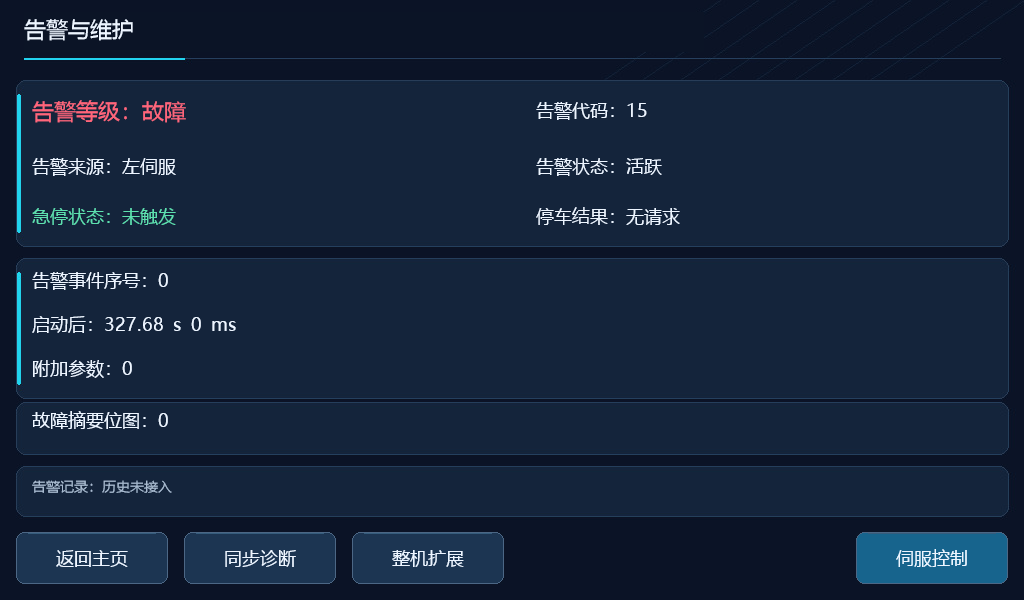 告警与维护
告警等级：故障
告警代码：15
告警来源：左伺服
告警状态：活跃
急停状态：未触发
停车结果：无请求
告警事件序号：0
启动后：327.68 s 0 ms
附加参数：0
故障摘要位图：0
告警记录：历史未接入
返回主页
同步诊断
整机扩展
伺服控制